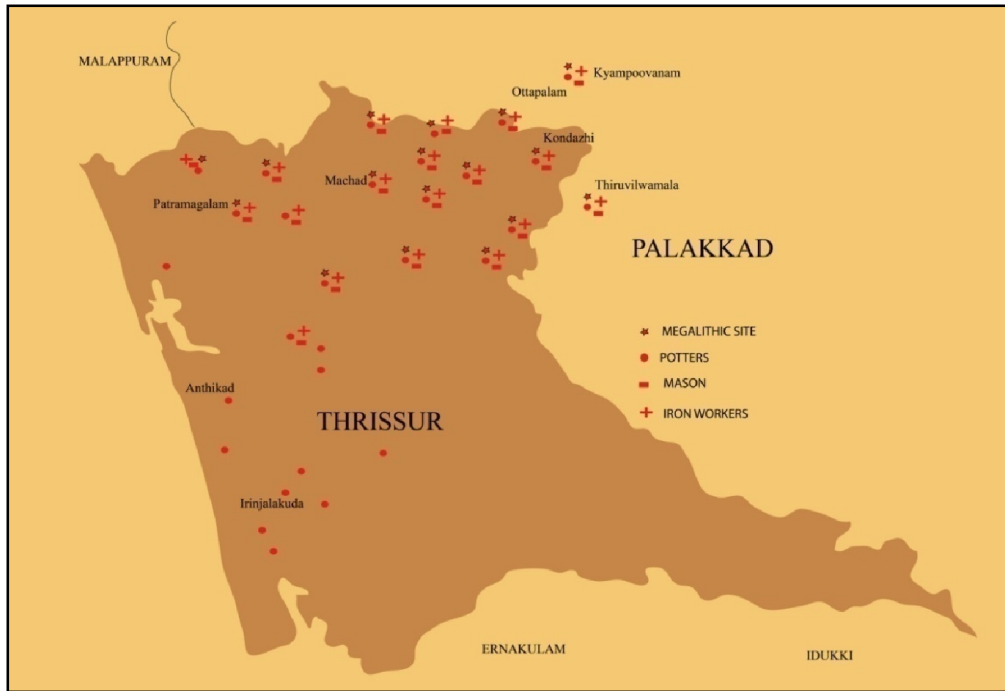 MALAPPURAM
Kyampoovanam
Ottapalam
Kondazhi
Machad
Thiruvilwamala
Patramagalam
PALAKKAD
MEGALITHIC SITE
POTTERS
MASON
IRON WORKERS
Anthikad
THRISSUR
Irinjalakuda
ERNAKULAM
IDUKKI